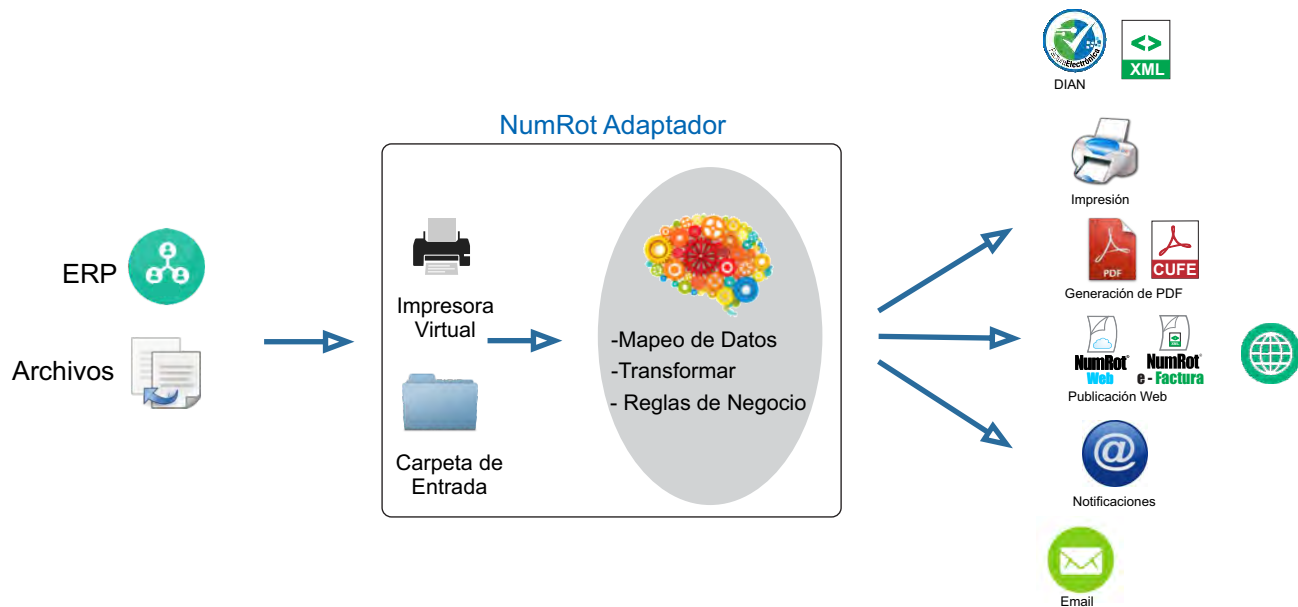 NumRot Adaptador
ERP
Archivos
Impresora
Virtual
Carpeta de
Entrada
-Mapeo de Datos
-Transformar
- Reglas de Negocio
FacturaElectrónica
DIAN
<>
XML
Impresión
PDF
CUFE
Generación de PDF
NumRot®
Web
NumRot®
e - Factura
Publicación Web
@
Notificaciones
Email